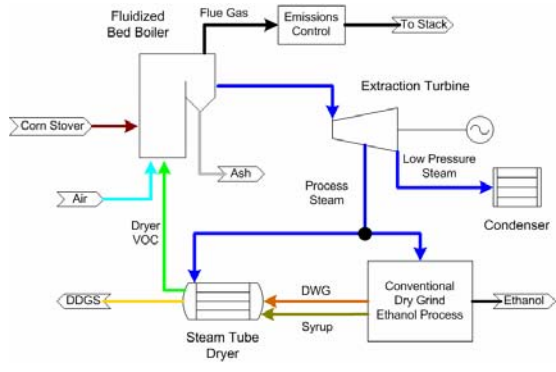 Fluidized
Bed Boiler
Flue Gas
Emissions
Control
To Stack
Extraction Turbine
Corn Stover
Ash
Low Pressure
Steam
Process
Steam
Air
Condenser
Dryer
VOC
DDGS
DWG
Syrup
Conventional
Dry Grind
Ethanol Process
Ethanol
Steam Tube
Dryer